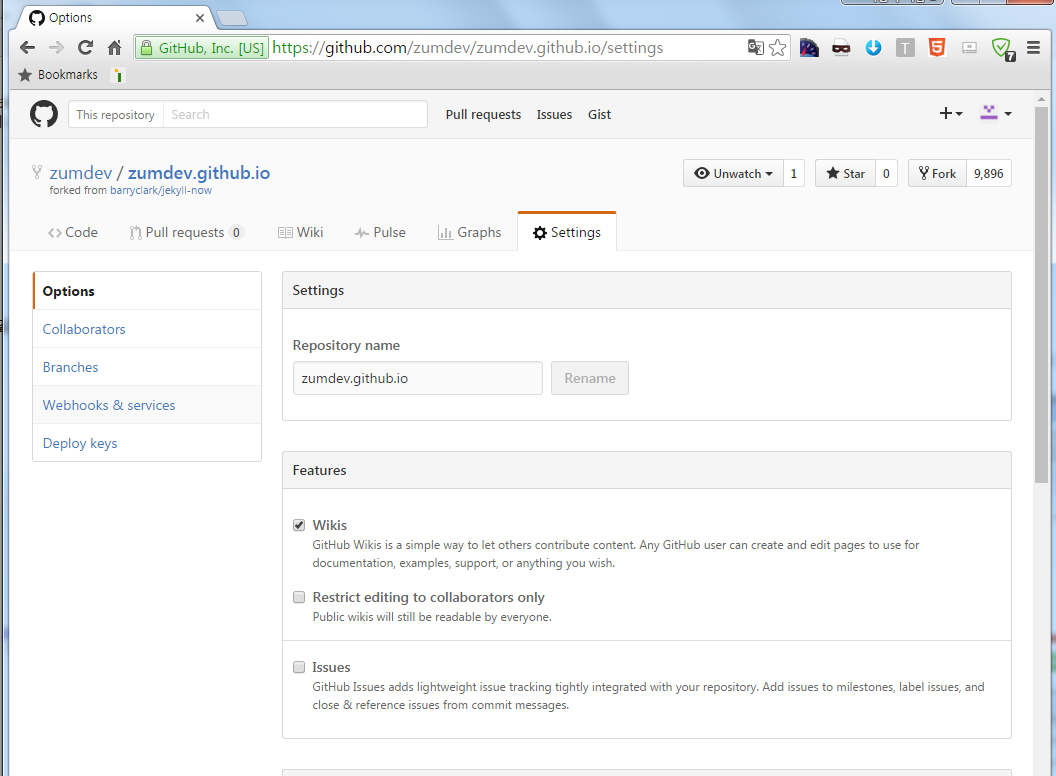 Options
GitHub, Inc. [US] https://github.com/zumdev/zumdev.github.io/settings
7
Bookmarks
This repository Search Pull requests Issues Gist
zumdev / zumdev.github.io Unwatch 1 Star 0 Fork 9,896
forked from barryclark/jekyll-now
Code Pull requests 0 Wiki Pulse Graphs Settings
Options
Collaborators
Branches
Webhooks & services
Deploy keys
Settings
Repository name
zumdev.github.io Rename
Features
Wikis
GitHub Wikis is a simple way to let others contribute content. Any GitHub user can create and edit pages to use for
documentation, examples, support, or anything you wish.
Restrict editing to collaborators only
Public wikis will still be readable by everyone.
Issues
GitHub Issues adds lightweight issue tracking tightly integrated with your repository. Add issues to milestones, label issues, and
close & reference issues from commit messages.